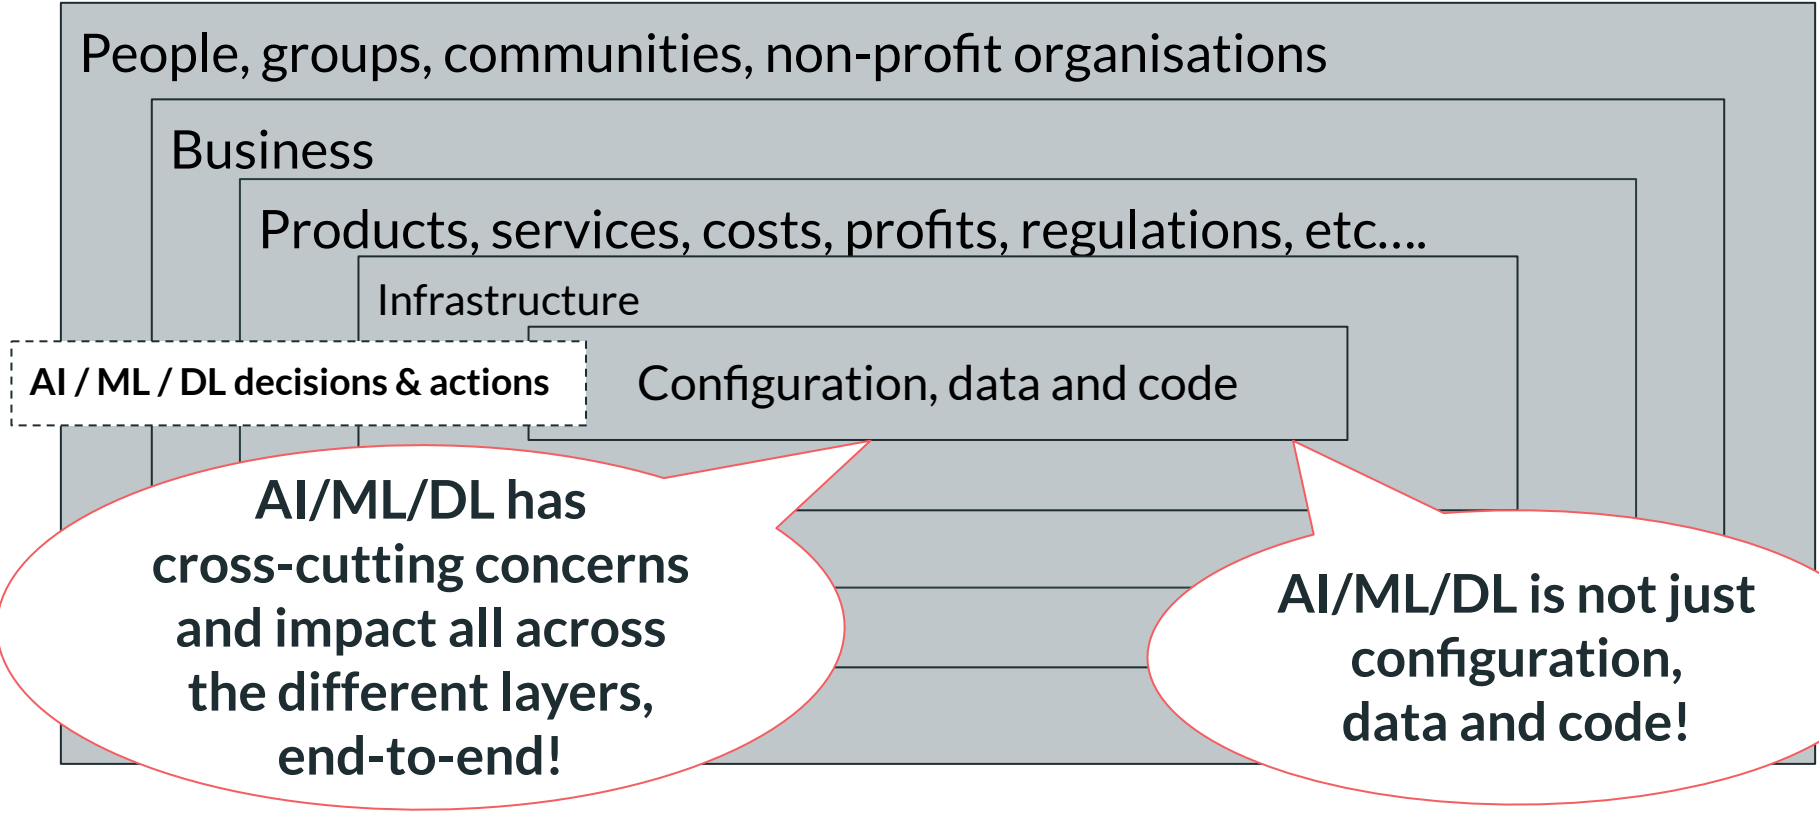 People, groups, communities, non-profit organisations
Business
Products, services, costs, profits, regulations, etc....
Infrastructure
AI / ML / DL decisions & actions
Configuration, data and code
AI/ML/DL has
cross-cutting concerns
and impact all across
the different layers,
end-to-end!
AI/ML/DL is not just
configuration,
data and code!